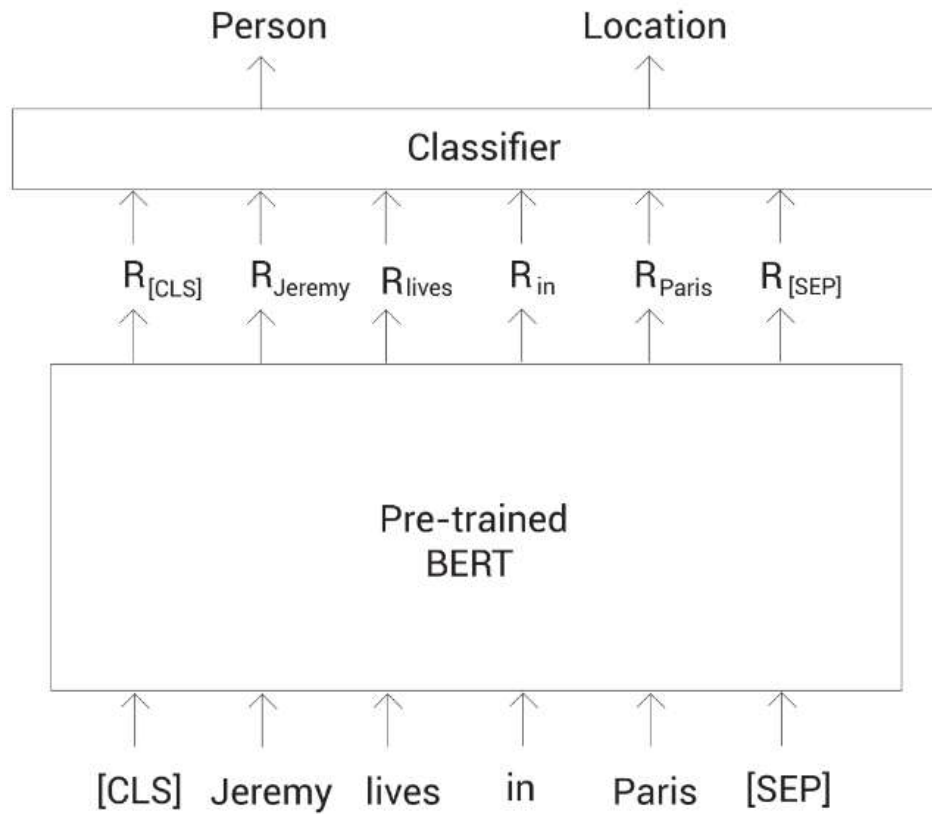 Person Location
Classifier
R[CLS] RJeremy Rlives Rin RParis R[SEP]
Pre-trained
BERT
[CLS] Jeremy lives in Paris [SEP]